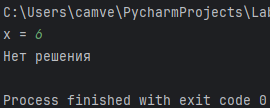 C:\Users\camve\PycharmProjects\Lab
x = 6
Нет решения
Process finished with exit code 0